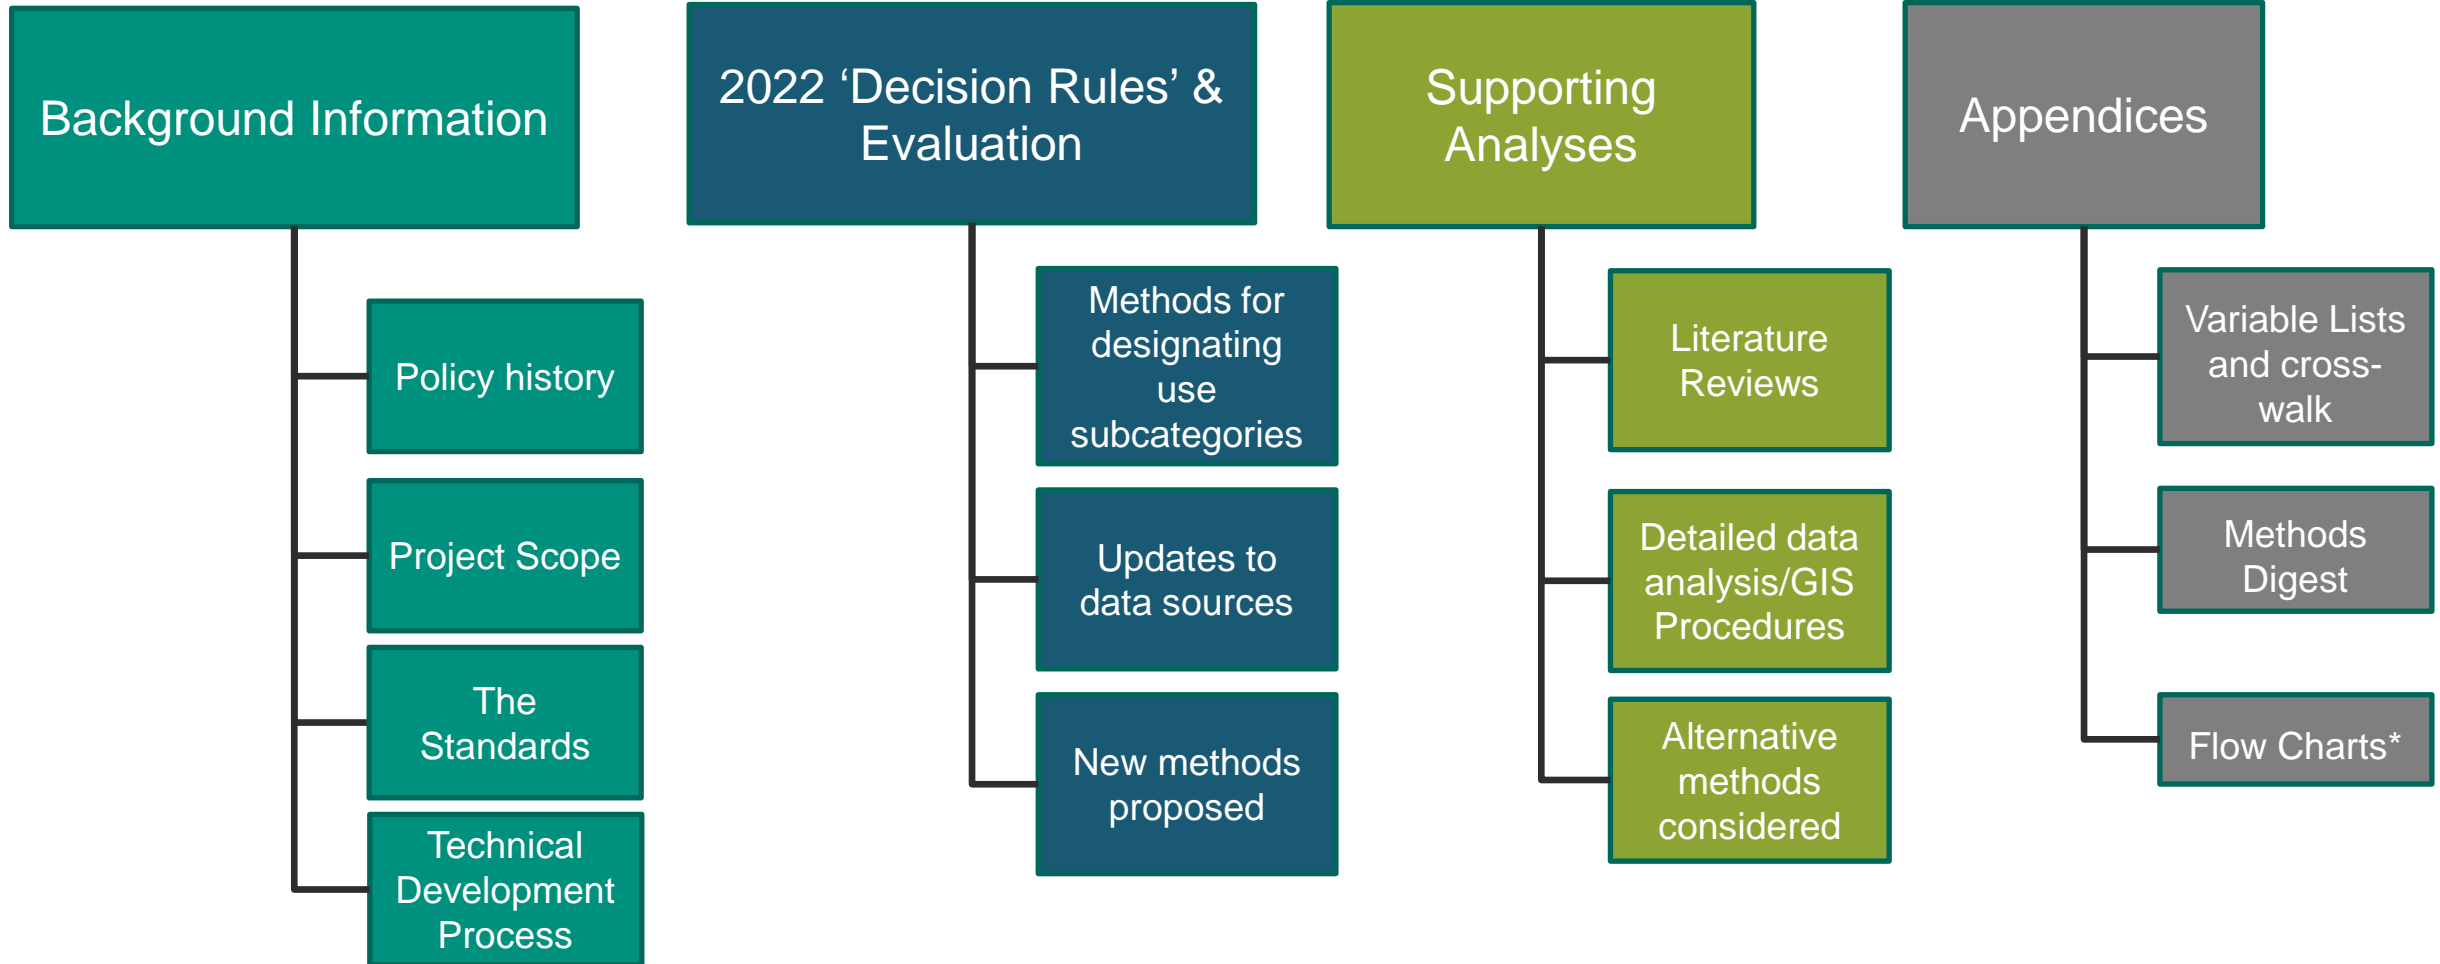 Background Information
Policy history
Project Scope
The
Standards
Technical
Development
Process
2022 ‘Decision Rules’ &
Evaluation
Methods for
designating
use
subcategories
Updates to
data sources
New methods
proposed
Supporting
Analyses
Literature
Reviews
Detailed data
analysis/GIS
Procedures
Alternative
methods
considered
Appendices
Variable Lists
and cross-
walk
Methods
Digest
Flow Charts*